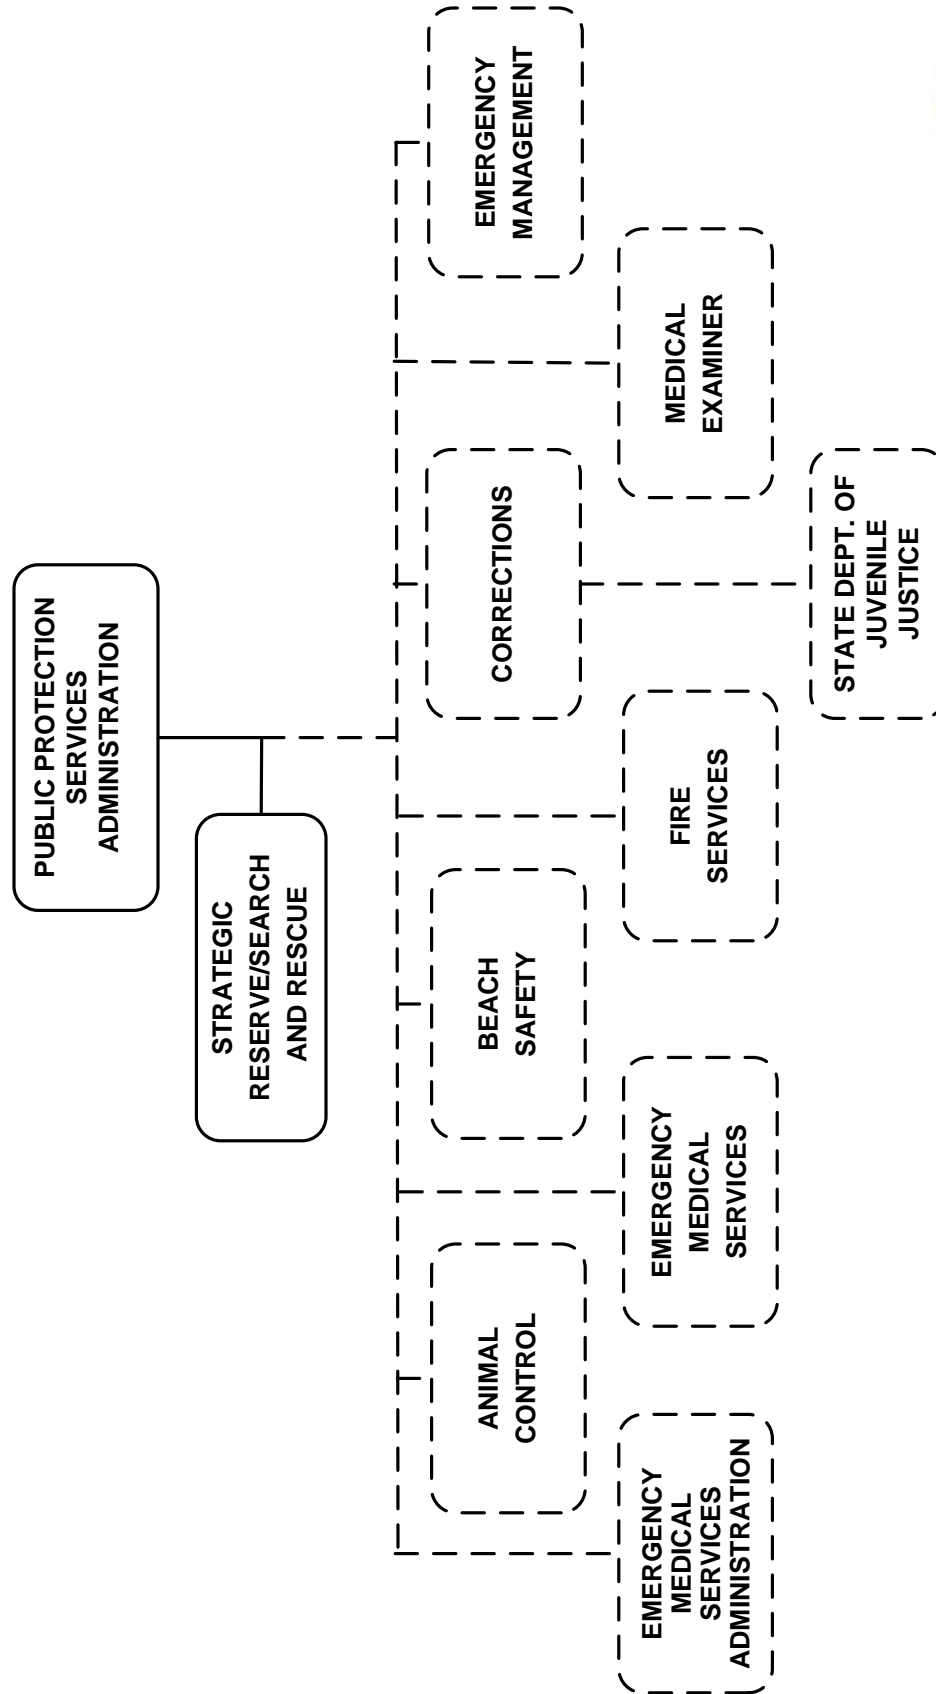 PUBLIC PROTECTION
SERVICES
ADMINISTRATION
STRATEGIC
RESERVE/SEARCH
AND RESCUE
ANIMAL
CONTROL
BEACH
SAFETY
CORRECTIONS
EMERGENCY
MANAGEMENT
EMERGENCY
MEDICAL
SERVICES
ADMINISTRATION
EMERGENCY
MEDICAL
SERVICES
FIRE
SERVICES
MEDICAL
EXAMINER
STATE DEPT. OF
JUVENILE
JUSTICE